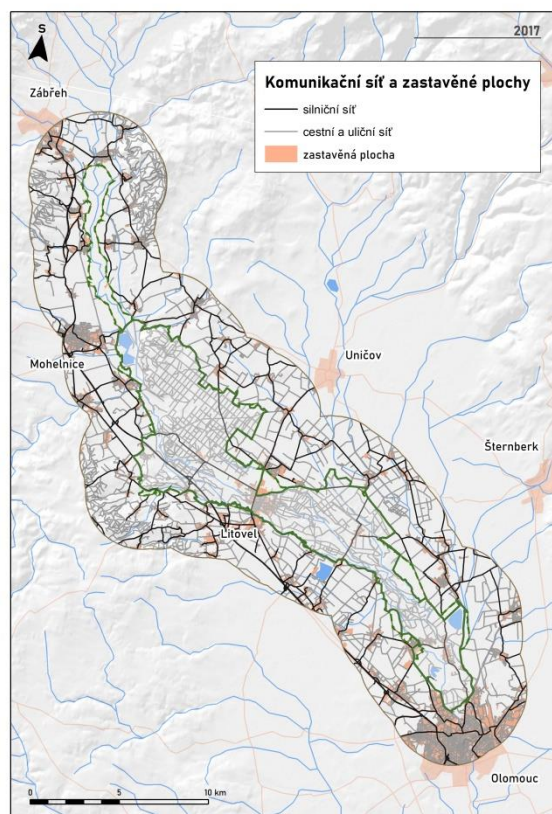 2017
S
Komunikační síť a zastavěné plochy
silniční síť
cestní a uliční síť
zastavěná plocha
Zábřeh
Mohelnice
Uničov
Šternberk
Litovel
Olomouc
0 5 10 km